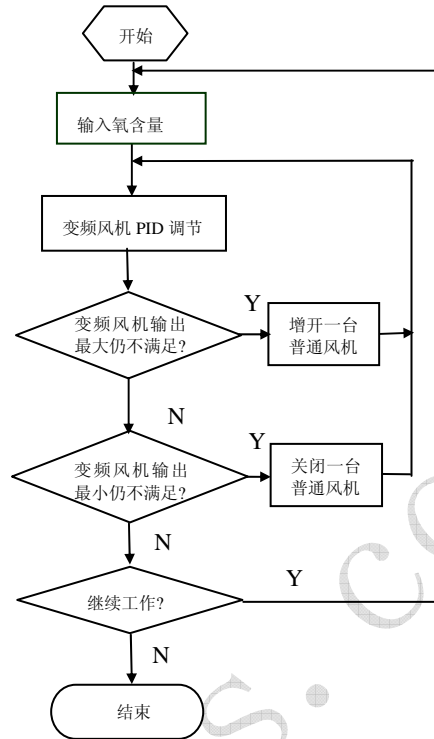 开始
输入氧含量
变频风机 PID 调节
变频风机输出
最大仍不满足?
Y
增开一台
普通风机
N
变频风机输出
最小仍不满足?
Y
关闭一台
普通风机
N
继续工作?
Y
N
结束
s. co